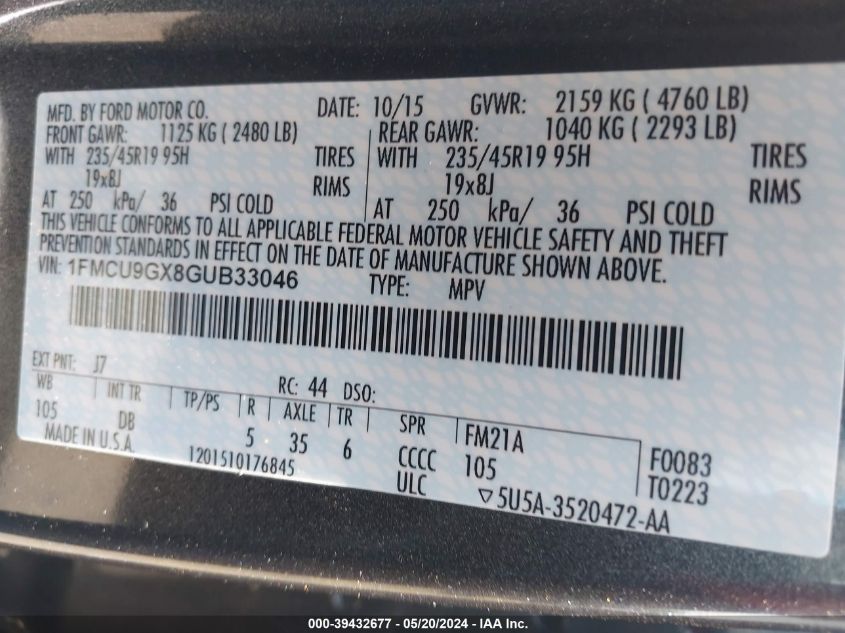 MFD. BY FORD MOTOR CO. DATE: 10/15 GVWR: 2159 KG ( 4760 LB)
FRONT GAWR: 1125 KG ( 2480 LB) REAR GAWR: 1040 KG ( 2293 LB)
WITH 235/45R19 95H TIRES WITH 235/45R19 95H TIRES
19x8J RIMS 19x8J RIMS
AT 250 kPa/ 36 PSI COLD AT 250 kPa/ 36 PSI COLD
THIS VEHICLE CONFORMS TO ALL APPLICABLE FEDERAL MOTOR VEHICLE SAFETY AND THEFT
PREVENTION STANDARDS IN EFFECT ON THE DATE OF MANUFACTURE SHOWN ABOVE.
VIN: 1FMCU9GX8GUB33046 TYPE: MPV
EXT PNT: J7 RC: 44 DSO:
WB INT TR TP/PS R AXLE TR SPR FM21A
105 DB 5 35 6 CCCC 105 F0083
MADE IN U.S.A. 1201510176845 ULC T0223
▽5U5A-3520472-AA
000-39432677 - 05/20/2024 - IAA Inc.